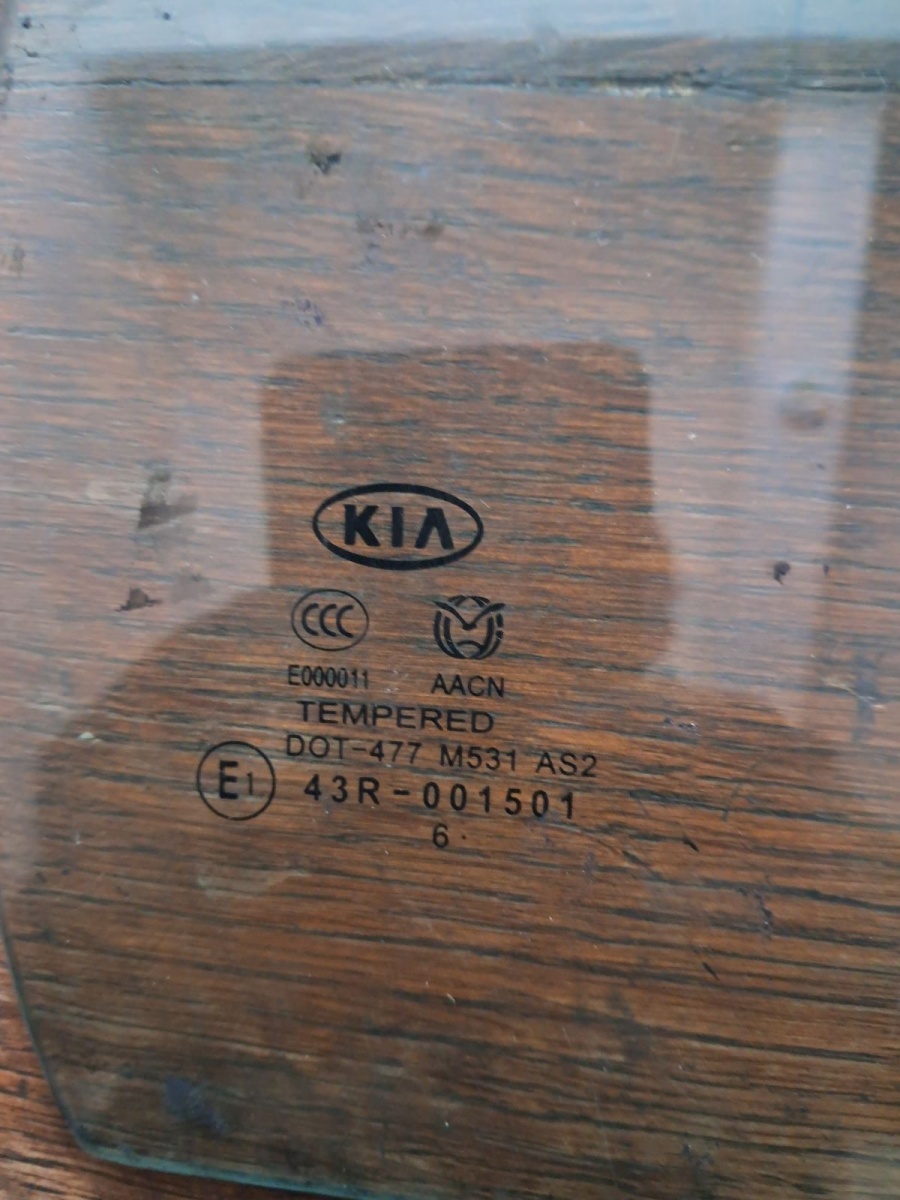 KIA
CCC
E000011 AACN
TEMPERED
DOT-477 M531 AS2
E1 43R-001501
6 .